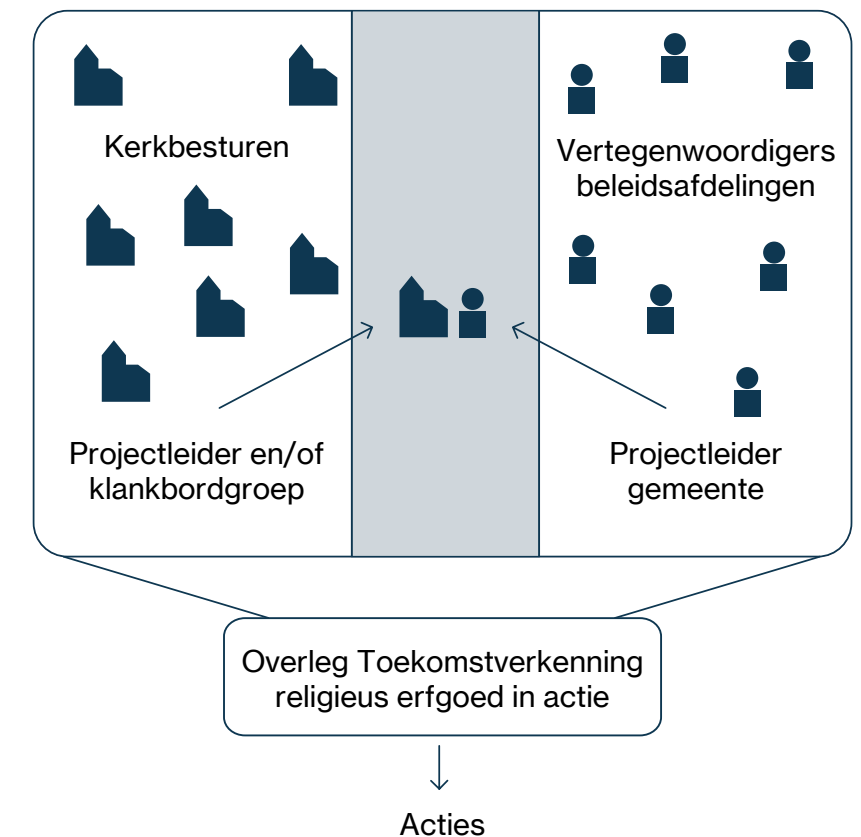 Kerkbesturen
Vertegenwoordigers
beleidsafdelingen
Projectleider en/of
klankbordgroep
Projectleider
gemeente
Overleg Toekomstverkenning
religieus erfgoed in actie
Acties